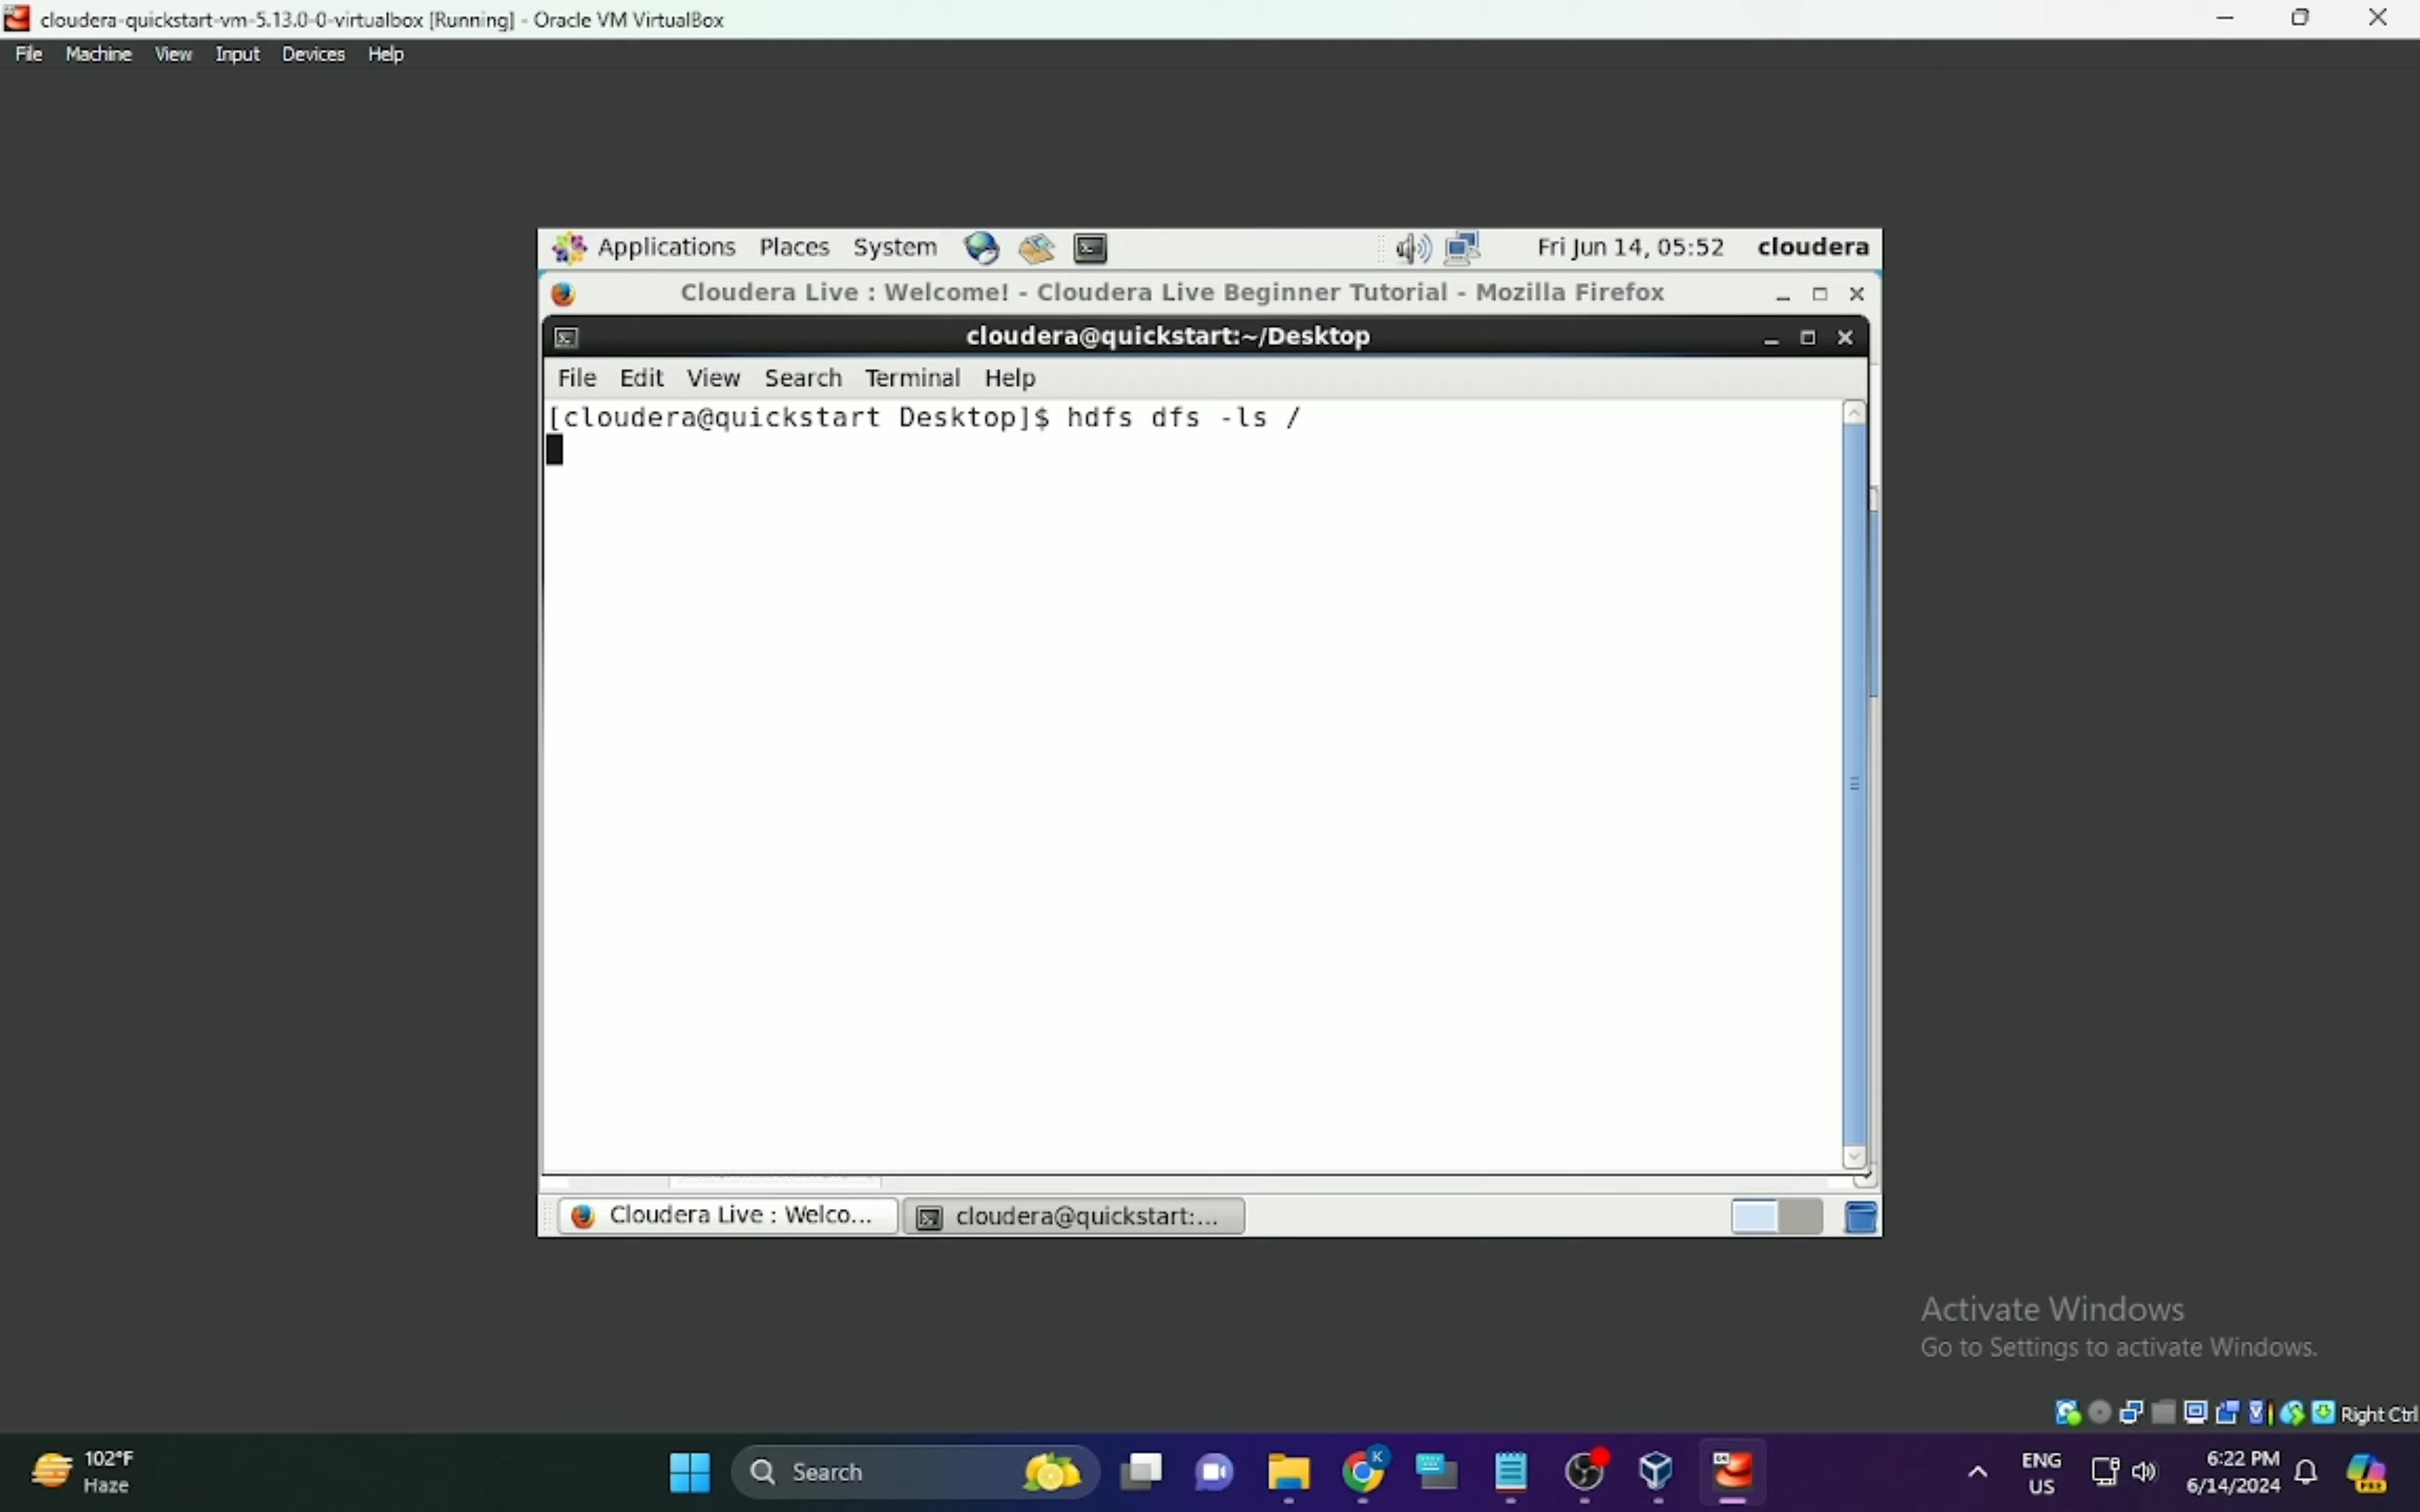 cloudera-quickstart-vm-5.13.0-0-virtualbox [Running] - Oracle VM VirtualBox
File Machine View Input Devices Help
Applications Places System Fri Jun 14, 05:52 cloudera
Cloudera Live : Welcome! - Cloudera Live Beginner Tutorial - Mozilla Firefox
cloudera@quickstart:~/Desktop
File Edit View Search Terminal Help
[cloudera@quickstart Desktop]$ hdfs dfs -ls /
Cloudera Live : Welco... cloudera@quickstart:...
Activate Windows
Go to Settings to activate Windows.
Right Ctrl
102°F
Haze
Search
K
ENG
US
6:22 PM
6/14/2024
PRE